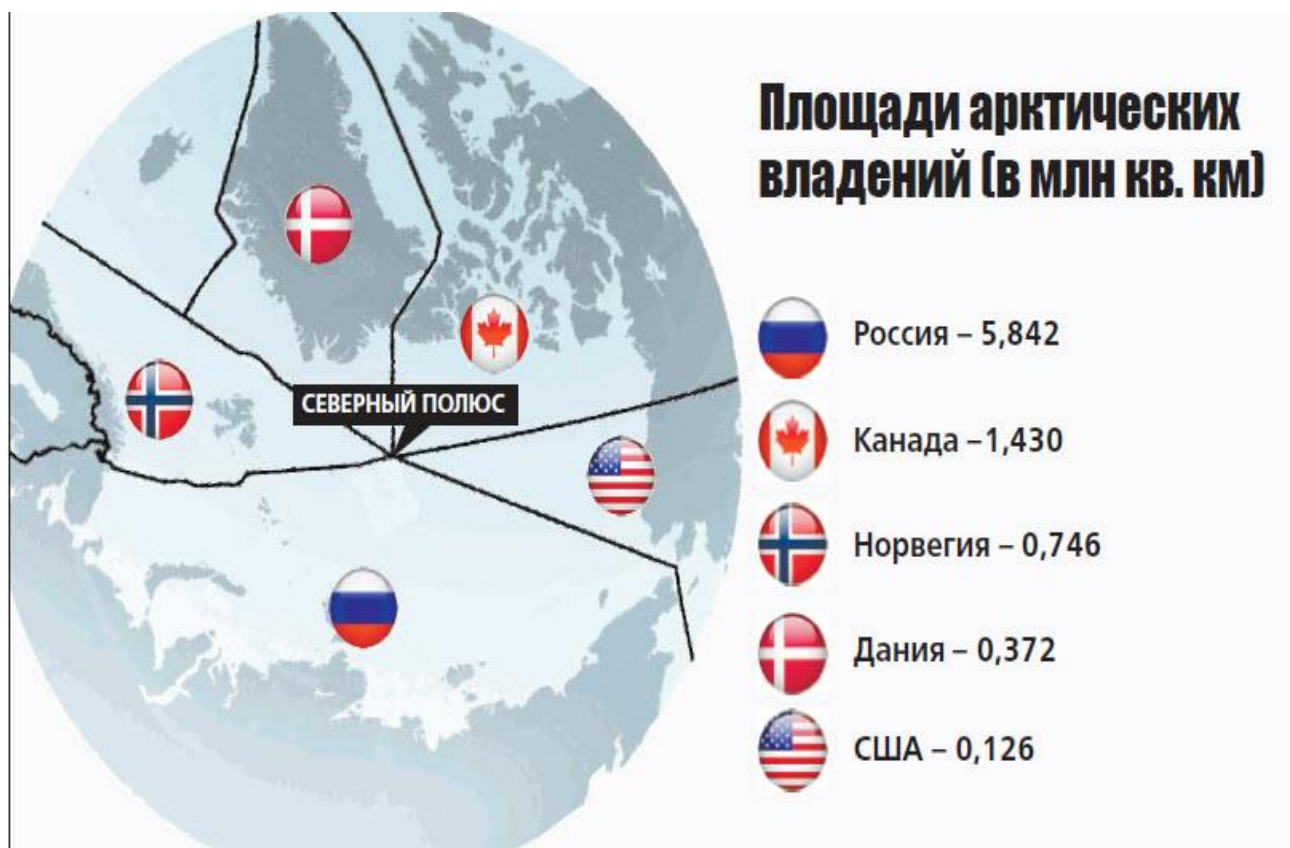 Площади арктических
владений (в млн кв. км)
СЕВЕРНЫЙ ПОЛЮС
Россия – 5,842
Канада –1,430
Норвегия – 0,746
Дания – 0,372
США – 0,126